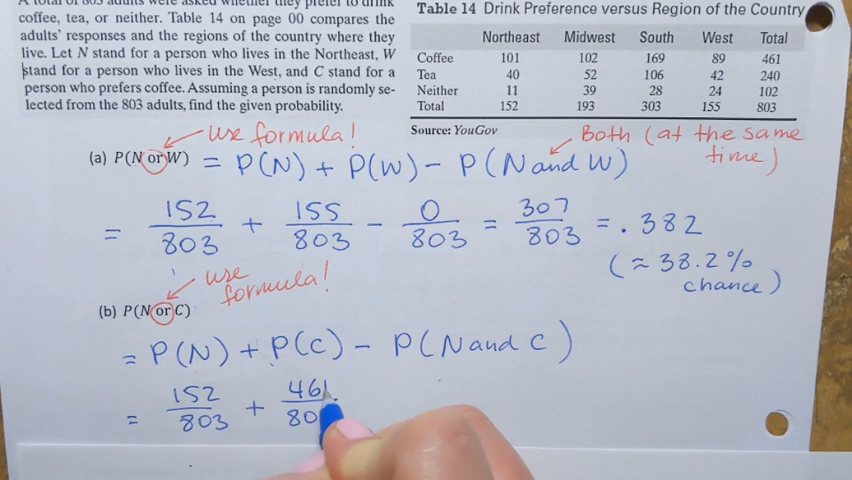 coffee, tea, or neither. Table 14 on page 00 compares the
adults' responses and the regions of the country where they
live. Let N stand for a person who lives in the Northeast, W
stand for a person who lives in the West, and C stand for a
person who prefers coffee. Assuming a person is randomly se-
lected from the 803 adults, find the given probability.
Table 14 Drink Preference versus Region of the Country
Northeast Midwest South West Total
Coffee 101 102 169 89 461
Tea 40 52 106 42 240
Neither 11 39 28 24 102
Total 152 193 303 155 803
Source: YouGov
use formula!
Both (at the same
time)
(a) P(N or W) = P(N) + P(W) - P(N and W)
= 152/803 + 155/803 - 0/803 = 307/803 = .382
(≈ 38.2%
chance)
use
formula!
(b) P(N or C)
= P(N) + P(C) - P(N and C)
= 152/803 + 461/80